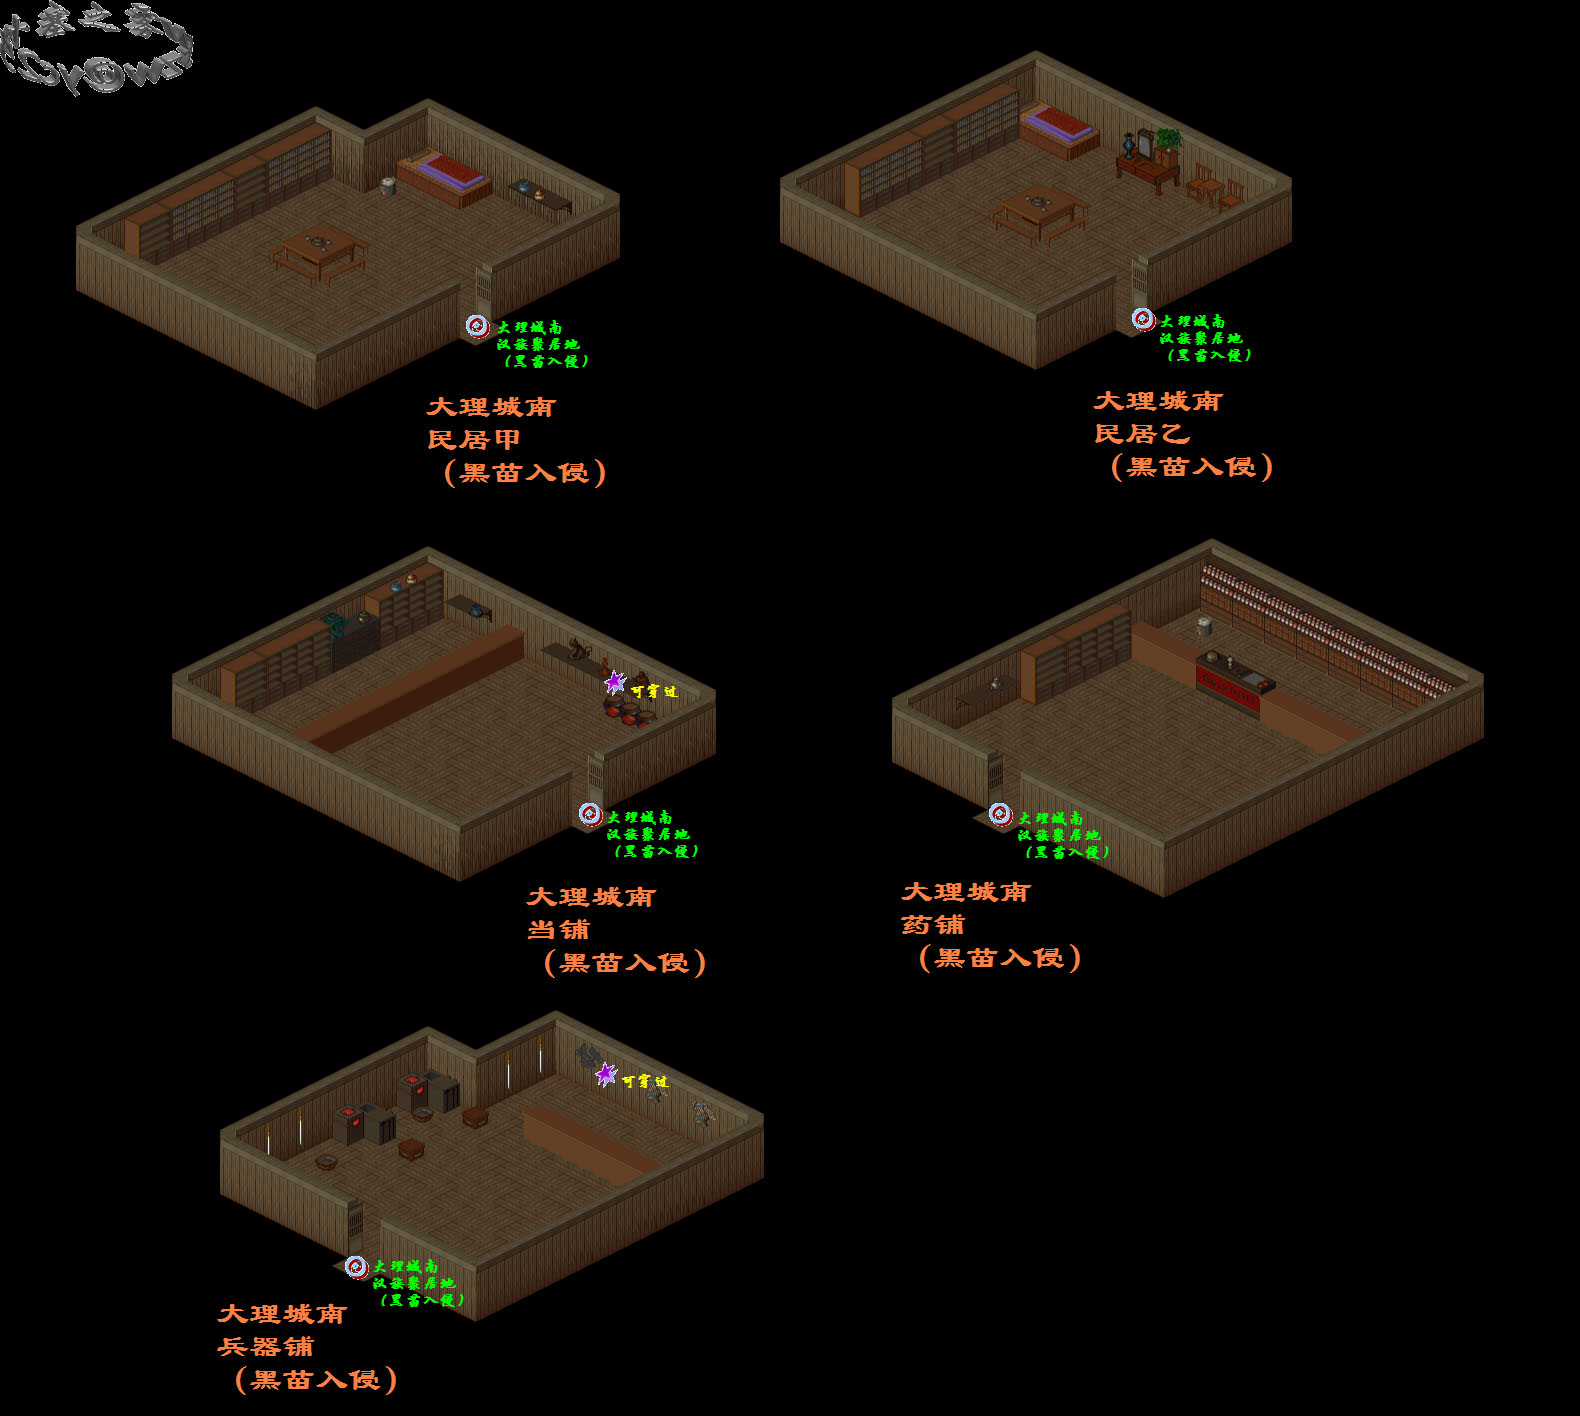 大理城南
汉族聚居地
（黑苗入侵）
大理城南
民居甲
（黑苗入侵）
大理城南
汉族聚居地
（黑苗入侵）
大理城南
民居乙
（黑苗入侵）
可穿过
大理城南
汉族聚居地
（黑苗入侵）
大理城南
当铺
（黑苗入侵）
大理城南
汉族聚居地
（黑苗入侵）
大理城南
药铺
（黑苗入侵）
可穿过
大理城南
汉族聚居地
（黑苗入侵）
大理城南
兵器铺
（黑苗入侵）